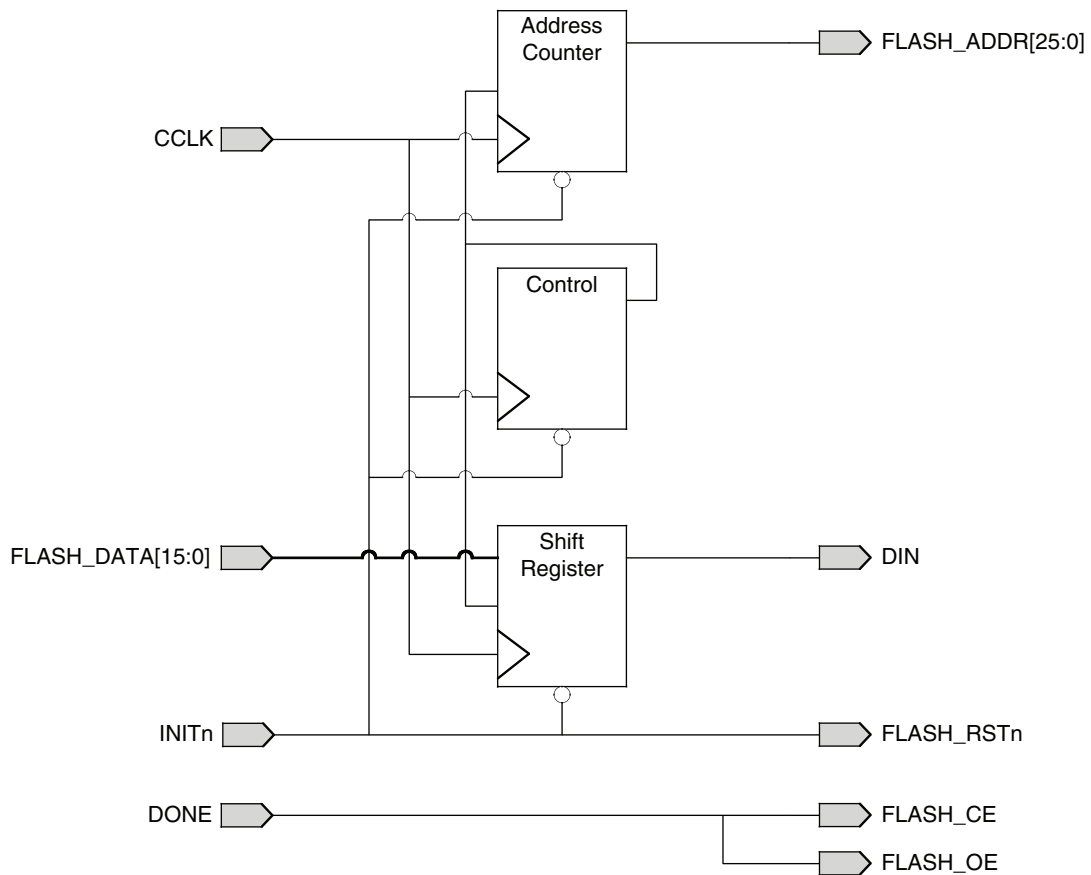 Address
Counter
FLASH_ADDR[25:0]
CCLK
Control
FLASH_DATA[15:0]
Shift
Register
DIN
INITn
FLASH_RSTn
DONE
FLASH_CE
FLASH_OE